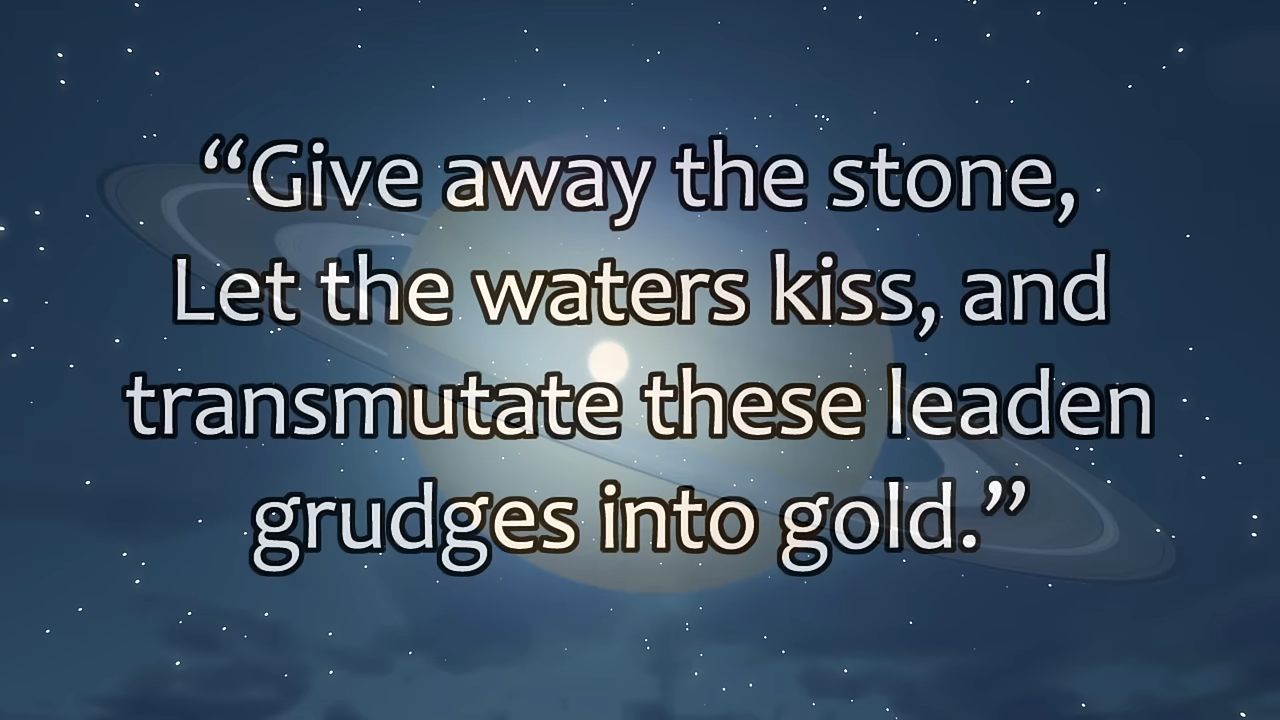 “Give away the stone,
Let the waters kiss, and
transmutate these leaden
grudges into gold.”